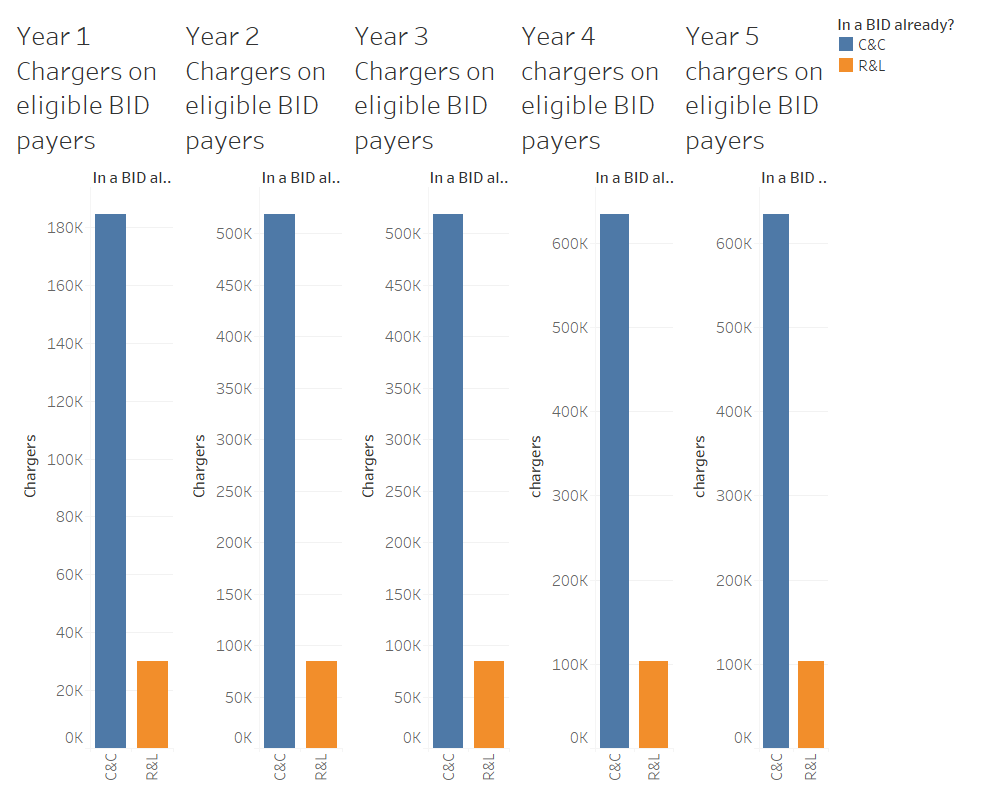 Year 1
Chargers on
eligible BID
payers
Year 2
Chargers on
eligible BID
payers
Year 3
Chargers on
eligible BID
payers
Year 4
chargers on
eligible BID
payers
Year 5
chargers on
eligible BID
payers
In a BID already?
C&C
R&L
In a BID al..
Chargers
180K
160K
140K
120K
100K
80K
60K
40K
20K
0K
C&C
R&L
In a BID al..
Chargers
500K
450K
400K
350K
300K
250K
200K
150K
100K
50K
0K
C&C
R&L
In a BID al..
Chargers
500K
450K
400K
350K
300K
250K
200K
150K
100K
50K
0K
C&C
R&L
In a BID al..
chargers
600K
500K
400K
300K
200K
100K
0K
C&C
R&L
In a BID ..
chargers
600K
500K
400K
300K
200K
100K
0K
C&C
R&L